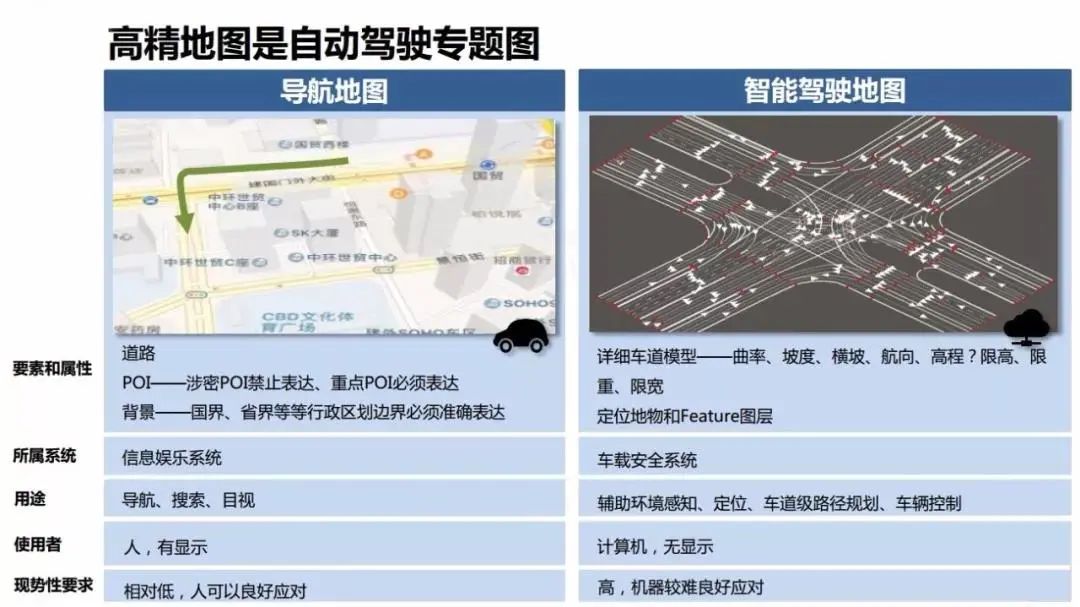 高精地图是自动驾驶专题图
导航地图
智能驾驶地图
国贸西楼
建国门外大街
国贸
中环世贸
中心B座
SK大厦
中环世贸C座
中环世贸中心
慧恒街
招商银行
SOHO
CBD文化体
育广场
安药房
建外SOHO东区
要素和属性
道路
POI——涉密POI禁止表达、重点POI必须表达
背景——国界、省界等等行政区划边界必须准确表达
详细车道模型——曲率、坡度、横坡、航向、高程？限高、限
重、限宽
定位地物和Feature图层
所属系统
信息娱乐系统
车载安全系统
用途
导航、搜索、目视
辅助环境感知、定位、车道级路径规划、车辆控制
使用者
人，有显示
计算机，无显示
现势性要求
相对低，人可以良好应对
高，机器较难良好应对